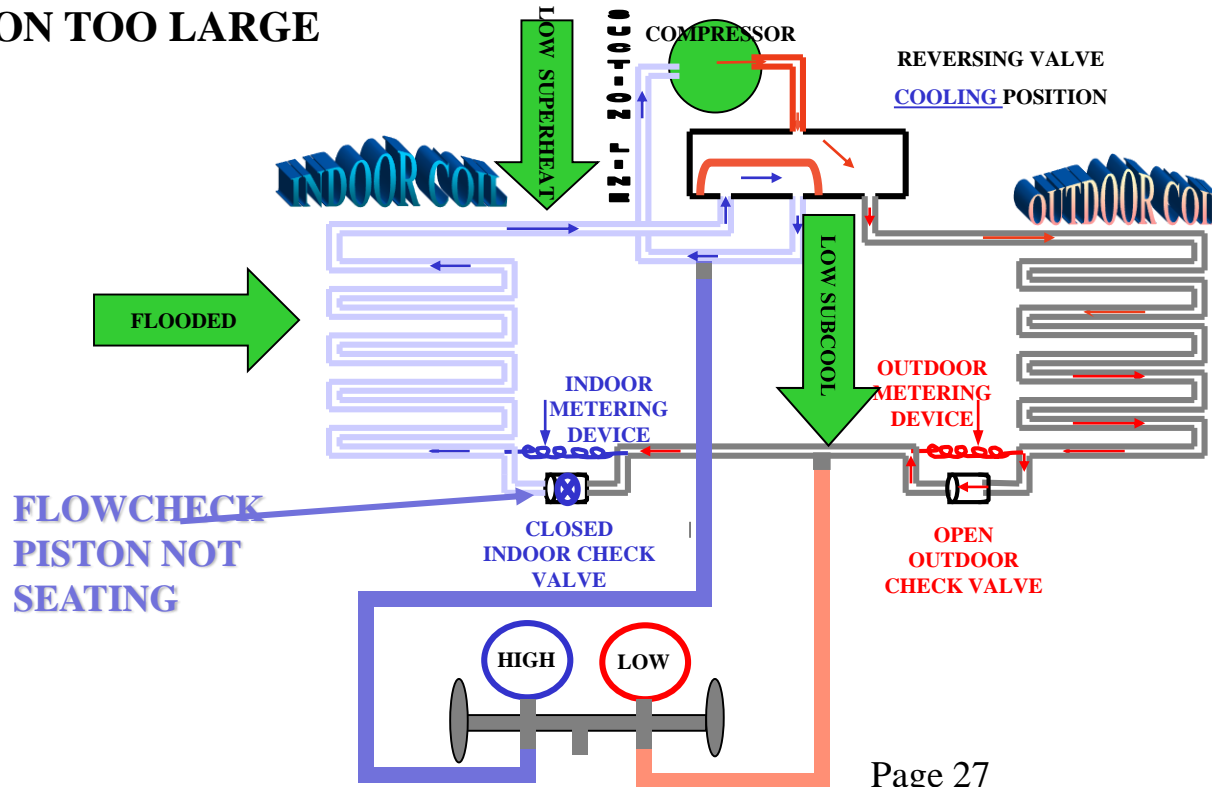 ON TOO LARGE
LOW SUPERHEAT
COMPRESSOR
REVERSING VALVE
COOLING POSITION
INDOOR COIL
OUTDOOR COIL
FLOODED
LOW SUBCOOL
INDOOR
METERING
DEVICE
OUTDOOR
METERING
DEVICE
FLOWCHECK
PISTON NOT
SEATING
CLOSED
INDOOR CHECK
VALVE
OPEN
OUTDOOR
CHECK VALVE
HIGH
LOW
Page 27